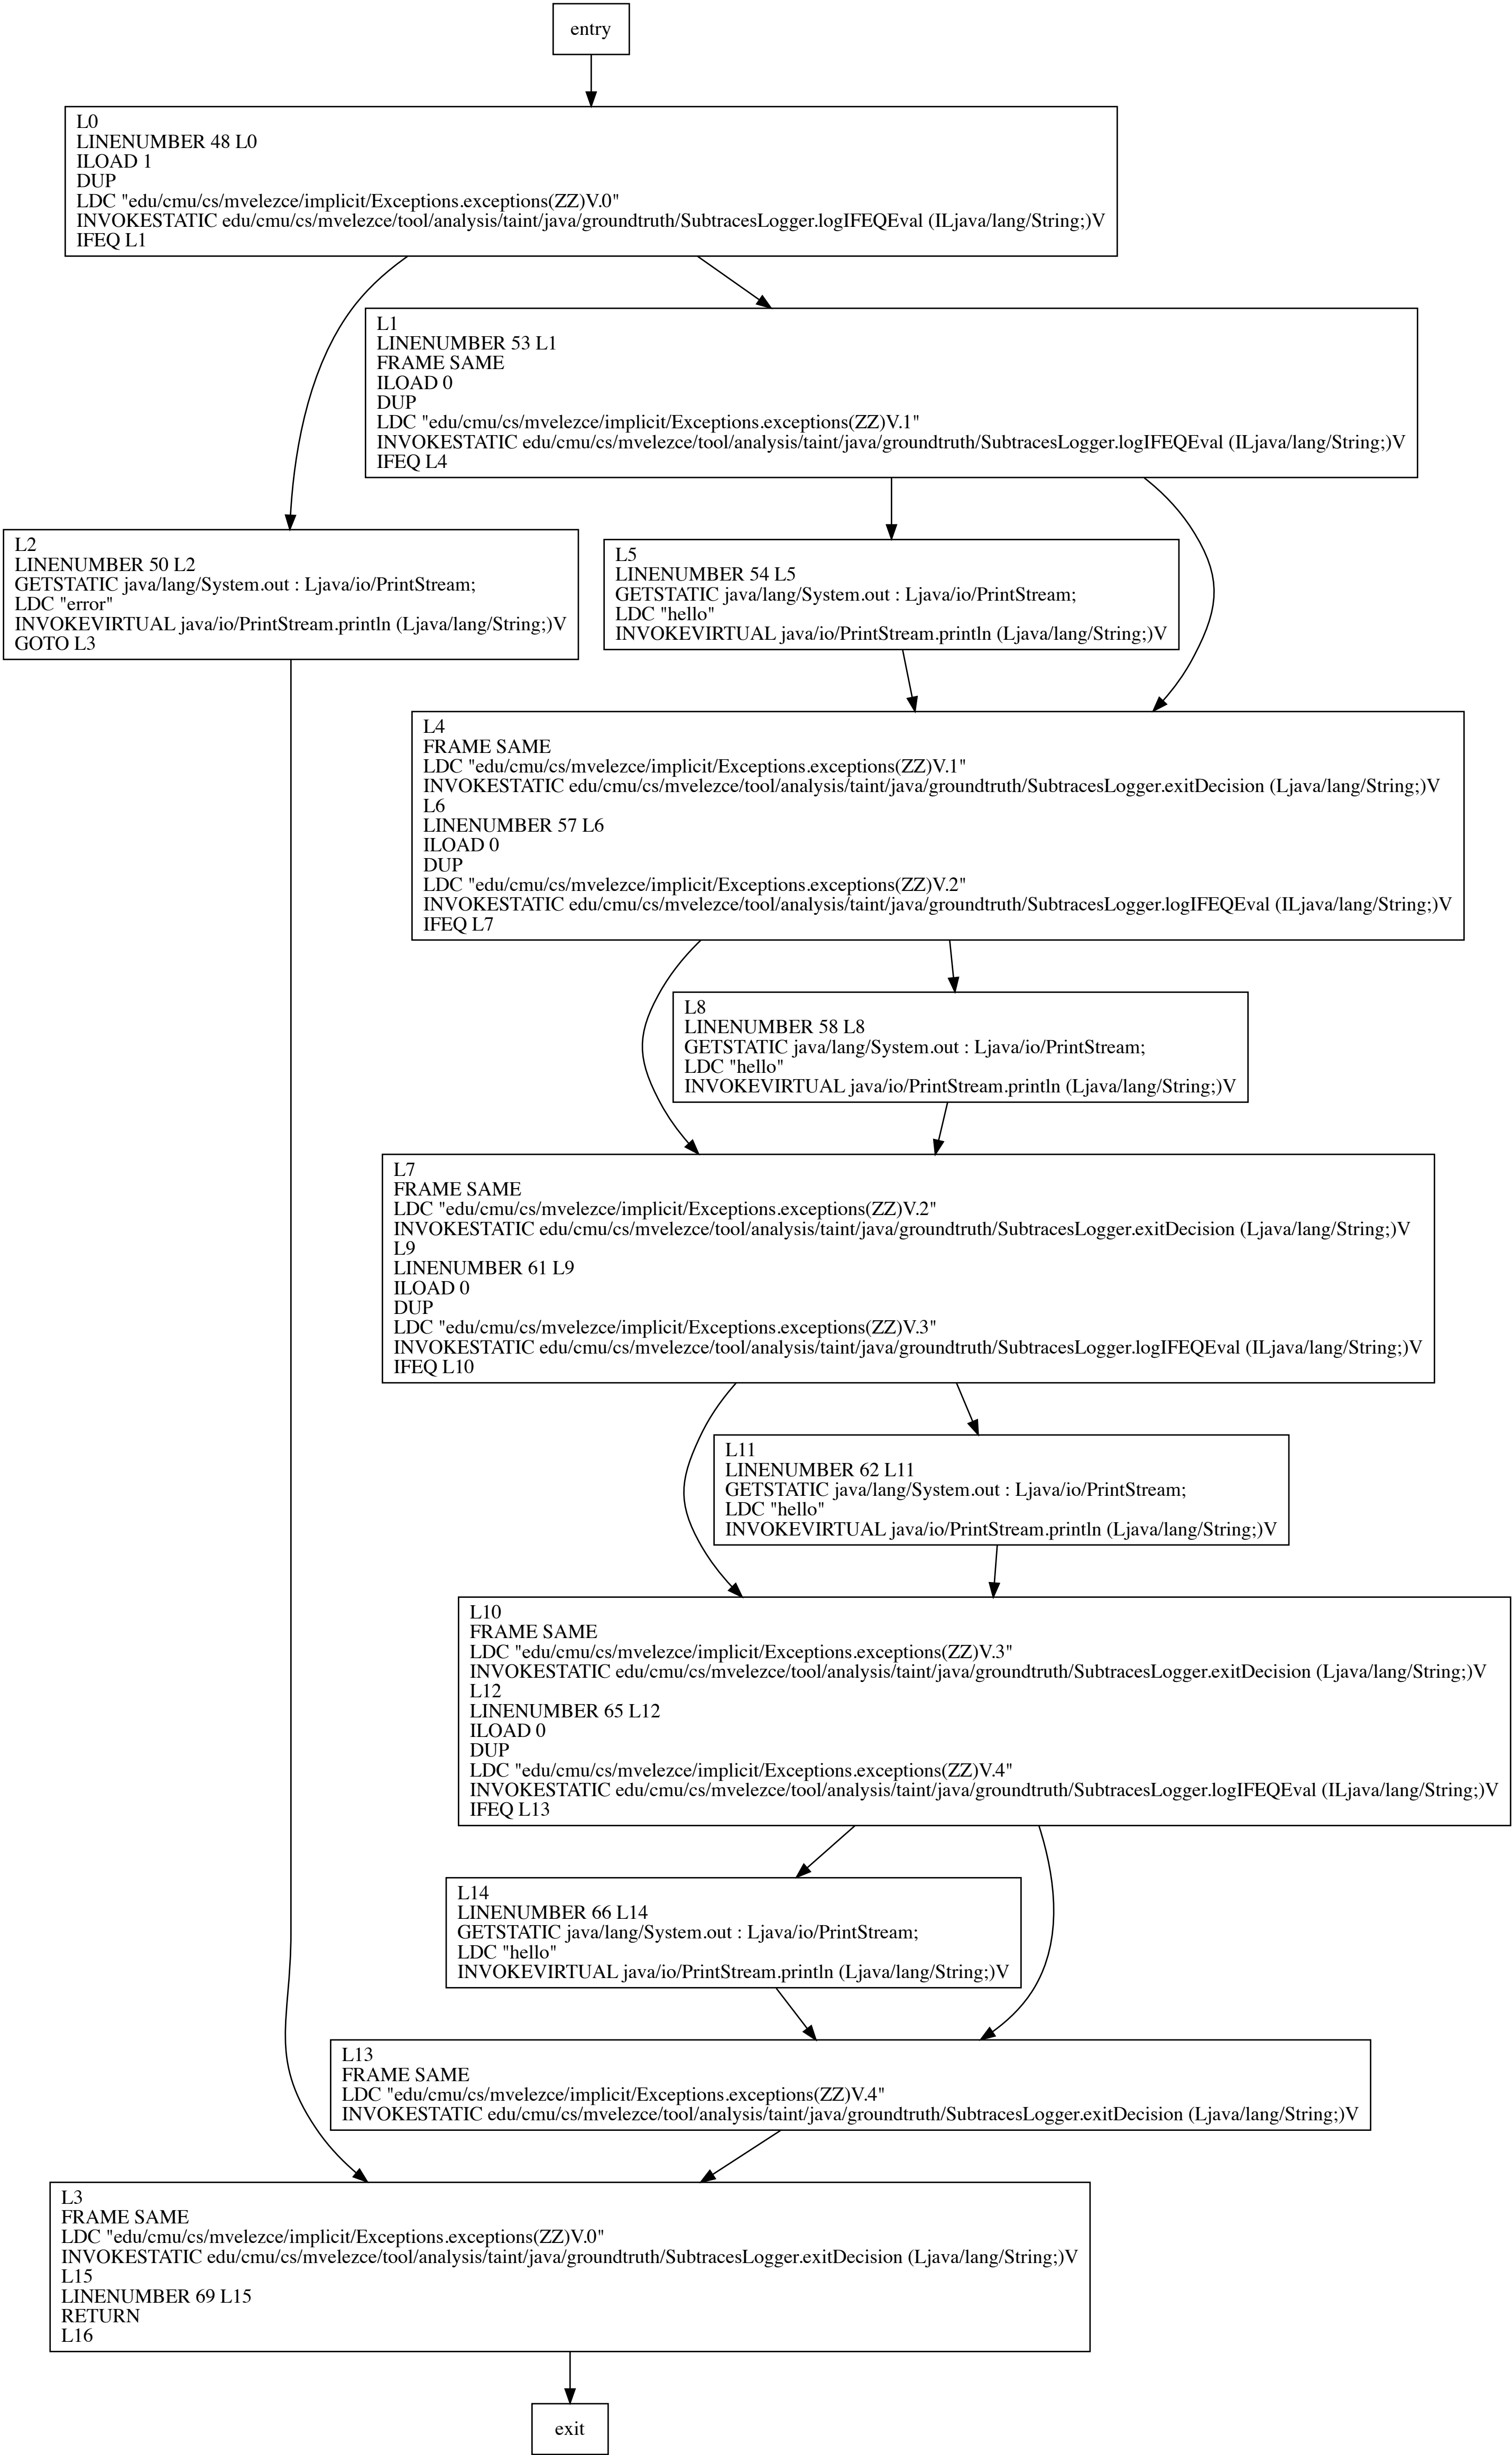 entry
L0
LINENUMBER 48 L0
ILOAD 1
DUP
LDC "edu/cmu/cs/mvelezce/implicit/Exceptions.exceptions(ZZ)V.0"
INVOKESTATIC edu/cmu/cs/mvelezce/tool/analysis/taint/java/groundtruth/SubtracesLogger.logIFEQEval (ILjava/lang/String;)V
IFEQ L1
L1
LINENUMBER 53 L1
FRAME SAME
ILOAD 0
DUP
LDC "edu/cmu/cs/mvelezce/implicit/Exceptions.exceptions(ZZ)V.1"
INVOKESTATIC edu/cmu/cs/mvelezce/tool/analysis/taint/java/groundtruth/SubtracesLogger.logIFEQEval (ILjava/lang/String;)V
IFEQ L4
L2
LINENUMBER 50 L2
GETSTATIC java/lang/System.out : Ljava/io/PrintStream;
LDC "error"
INVOKEVIRTUAL java/io/PrintStream.println (Ljava/lang/String;)V
GOTO L3
L5
LINENUMBER 54 L5
GETSTATIC java/lang/System.out : Ljava/io/PrintStream;
LDC "hello"
INVOKEVIRTUAL java/io/PrintStream.println (Ljava/lang/String;)V
L4
FRAME SAME
LDC "edu/cmu/cs/mvelezce/implicit/Exceptions.exceptions(ZZ)V.1"
INVOKESTATIC edu/cmu/cs/mvelezce/tool/analysis/taint/java/groundtruth/SubtracesLogger.exitDecision (Ljava/lang/String;)V
L6
LINENUMBER 57 L6
ILOAD 0
DUP
LDC "edu/cmu/cs/mvelezce/implicit/Exceptions.exceptions(ZZ)V.2"
INVOKESTATIC edu/cmu/cs/mvelezce/tool/analysis/taint/java/groundtruth/SubtracesLogger.logIFEQEval (ILjava/lang/String;)V
IFEQ L7
L8
LINENUMBER 58 L8
GETSTATIC java/lang/System.out : Ljava/io/PrintStream;
LDC "hello"
INVOKEVIRTUAL java/io/PrintStream.println (Ljava/lang/String;)V
L7
FRAME SAME
LDC "edu/cmu/cs/mvelezce/implicit/Exceptions.exceptions(ZZ)V.2"
INVOKESTATIC edu/cmu/cs/mvelezce/tool/analysis/taint/java/groundtruth/SubtracesLogger.exitDecision (Ljava/lang/String;)V
L9
LINENUMBER 61 L9
ILOAD 0
DUP
LDC "edu/cmu/cs/mvelezce/implicit/Exceptions.exceptions(ZZ)V.3"
INVOKESTATIC edu/cmu/cs/mvelezce/tool/analysis/taint/java/groundtruth/SubtracesLogger.logIFEQEval (ILjava/lang/String;)V
IFEQ L10
L11
LINENUMBER 62 L11
GETSTATIC java/lang/System.out : Ljava/io/PrintStream;
LDC "hello"
INVOKEVIRTUAL java/io/PrintStream.println (Ljava/lang/String;)V
L10
FRAME SAME
LDC "edu/cmu/cs/mvelezce/implicit/Exceptions.exceptions(ZZ)V.3"
INVOKESTATIC edu/cmu/cs/mvelezce/tool/analysis/taint/java/groundtruth/SubtracesLogger.exitDecision (Ljava/lang/String;)V
L12
LINENUMBER 65 L12
ILOAD 0
DUP
LDC "edu/cmu/cs/mvelezce/implicit/Exceptions.exceptions(ZZ)V.4"
INVOKESTATIC edu/cmu/cs/mvelezce/tool/analysis/taint/java/groundtruth/SubtracesLogger.logIFEQEval (ILjava/lang/String;)V
IFEQ L13
L14
LINENUMBER 66 L14
GETSTATIC java/lang/System.out : Ljava/io/PrintStream;
LDC "hello"
INVOKEVIRTUAL java/io/PrintStream.println (Ljava/lang/String;)V
L13
FRAME SAME
LDC "edu/cmu/cs/mvelezce/implicit/Exceptions.exceptions(ZZ)V.4"
INVOKESTATIC edu/cmu/cs/mvelezce/tool/analysis/taint/java/groundtruth/SubtracesLogger.exitDecision (Ljava/lang/String;)V
L3
FRAME SAME
LDC "edu/cmu/cs/mvelezce/implicit/Exceptions.exceptions(ZZ)V.0"
INVOKESTATIC edu/cmu/cs/mvelezce/tool/analysis/taint/java/groundtruth/SubtracesLogger.exitDecision (Ljava/lang/String;)V
L15
LINENUMBER 69 L15
RETURN
L16
exit